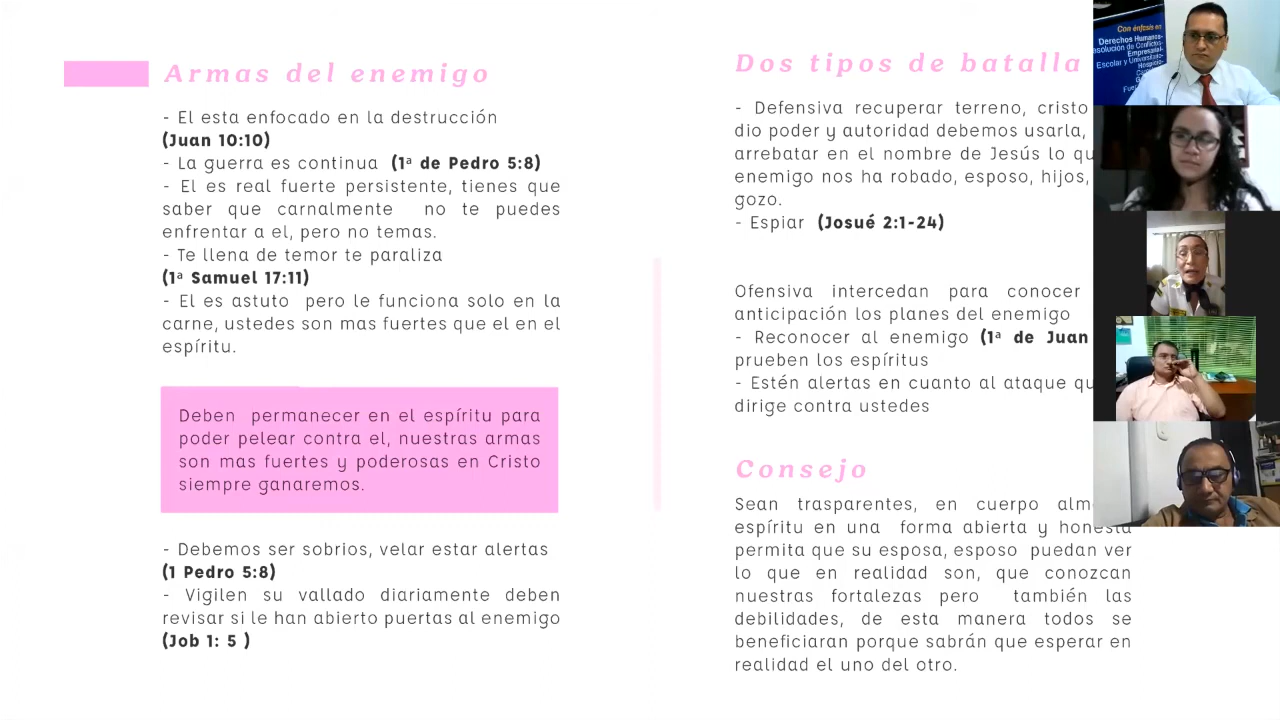 Armas del enemigo
- El esta enfocado en la destrucción
(Juan 10:10)
- La guerra es continua (1ª de Pedro 5:8)
- El es real fuerte persistente, tienes que
saber que carnalmente no te puedes
enfrentar a el, pero no temas.
- Te llena de temor te paraliza
(1ª Samuel 17:11)
- El es astuto pero le funciona solo en la
carne, ustedes son mas fuertes que el en el
espíritu.
Deben permanecer en el espíritu para
poder pelear contra el, nuestras armas
son mas fuertes y poderosas en Cristo
siempre ganaremos.
- Debemos ser sobrios, velar estar alertas
(1 Pedro 5:8)
- Vigilen su vallado diariamente deben
revisar si le han abierto puertas al enemigo
(Job 1: 5 )
Dos tipos de batalla
- Defensiva recuperar terreno, cristo
dio poder y autoridad debemos usarla,
arrebatar en el nombre de Jesús lo
enemigo nos ha robado, esposo, hijos,
gozo.
- Espiar (Josué 2:1-24)
Ofensiva intercedan para conocer
anticipación los planes del enemigo
- Reconocer al enemigo (1ª de Juan
prueben los espíritus
- Estén alertas en cuanto al ataque
dirige contra ustedes
Consejo
Sean trasparentes, en cuerpo
espíritu en una forma abierta y honesta
permita que su esposa, esposo puedan ver
lo que en realidad son, que conozcan
nuestras fortalezas pero también las
debilidades, de esta manera todos se
beneficiaran porque sabrán que esperar en
realidad el uno del otro.
Con énfasis en
Derechos Humanos-
Empresarial-
Escolar y Universitario-